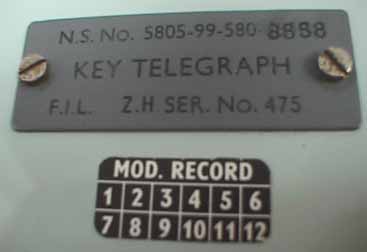 N.S. No. 5805-99-580-8888
KEY TELEGRAPH
F.I.L. Z.H SER. No. 475
MOD. RECORD
1 2 3 4 5 6
7 8 9 10 11 12